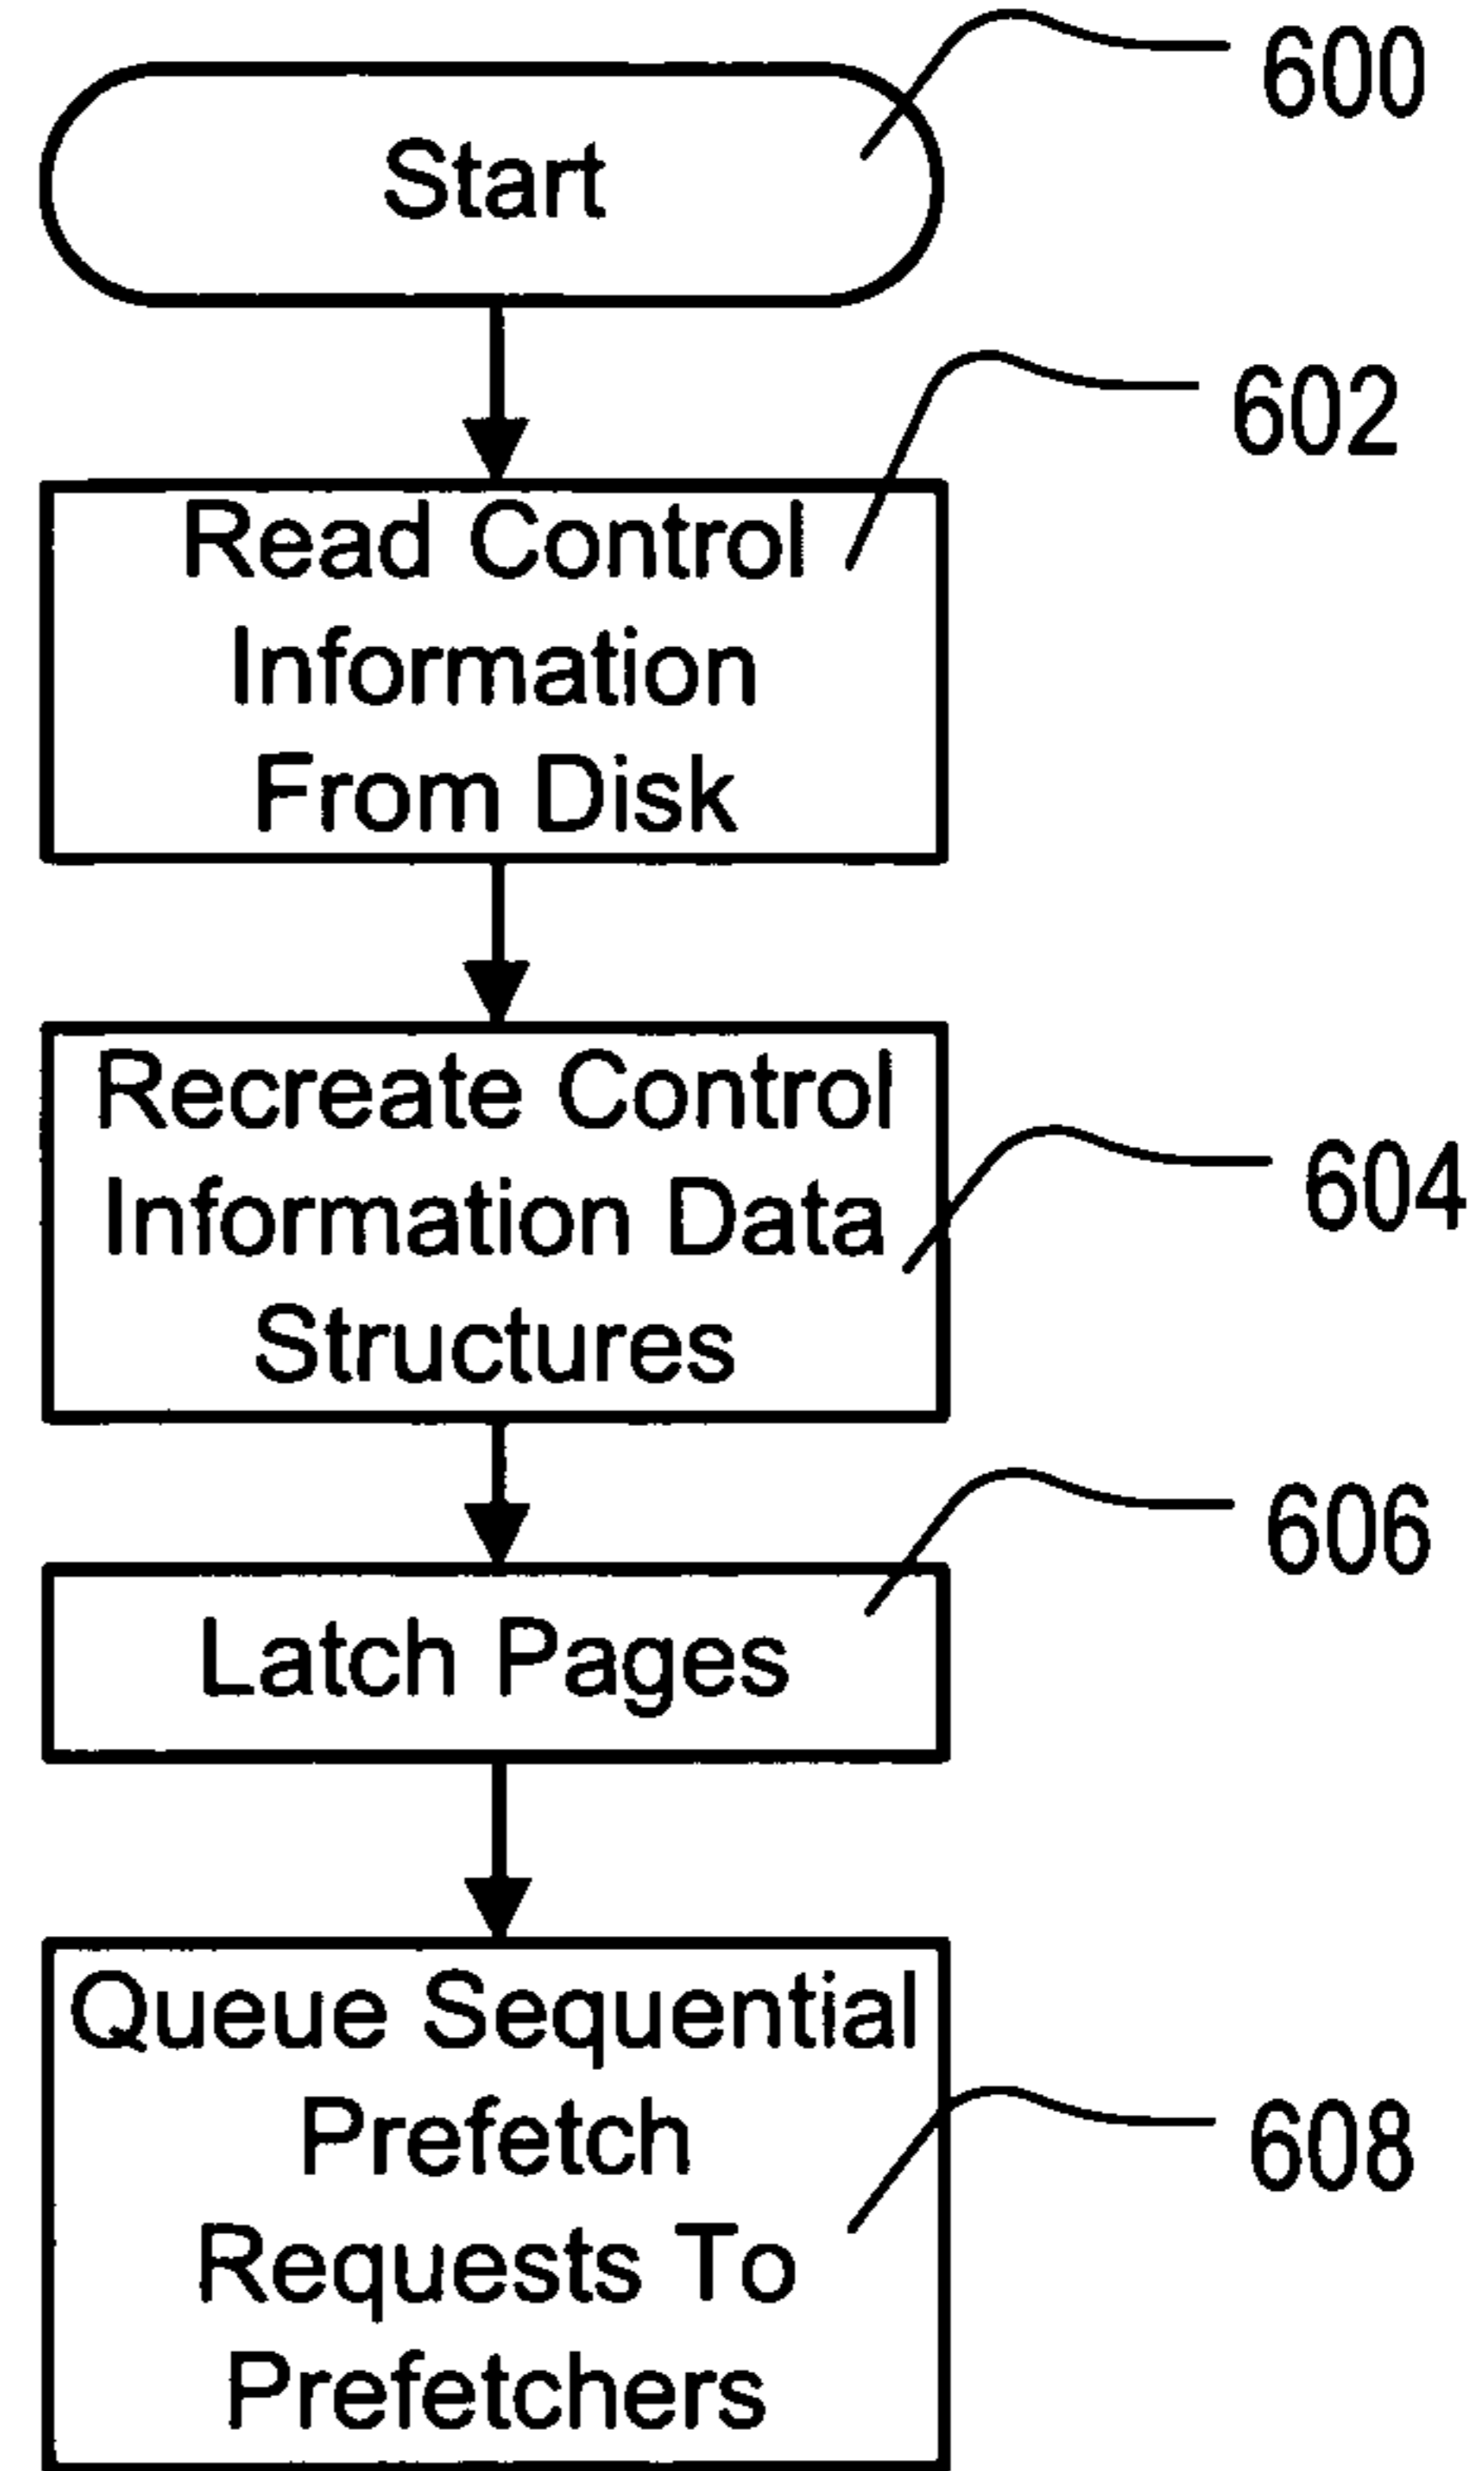 600
Start
602
Read Control
Information
From Disk
Recreate Control
Information Data
Structures
604
606
Latch Pages
Queue Sequential
Prefetch
Requests To
Prefetchers
608